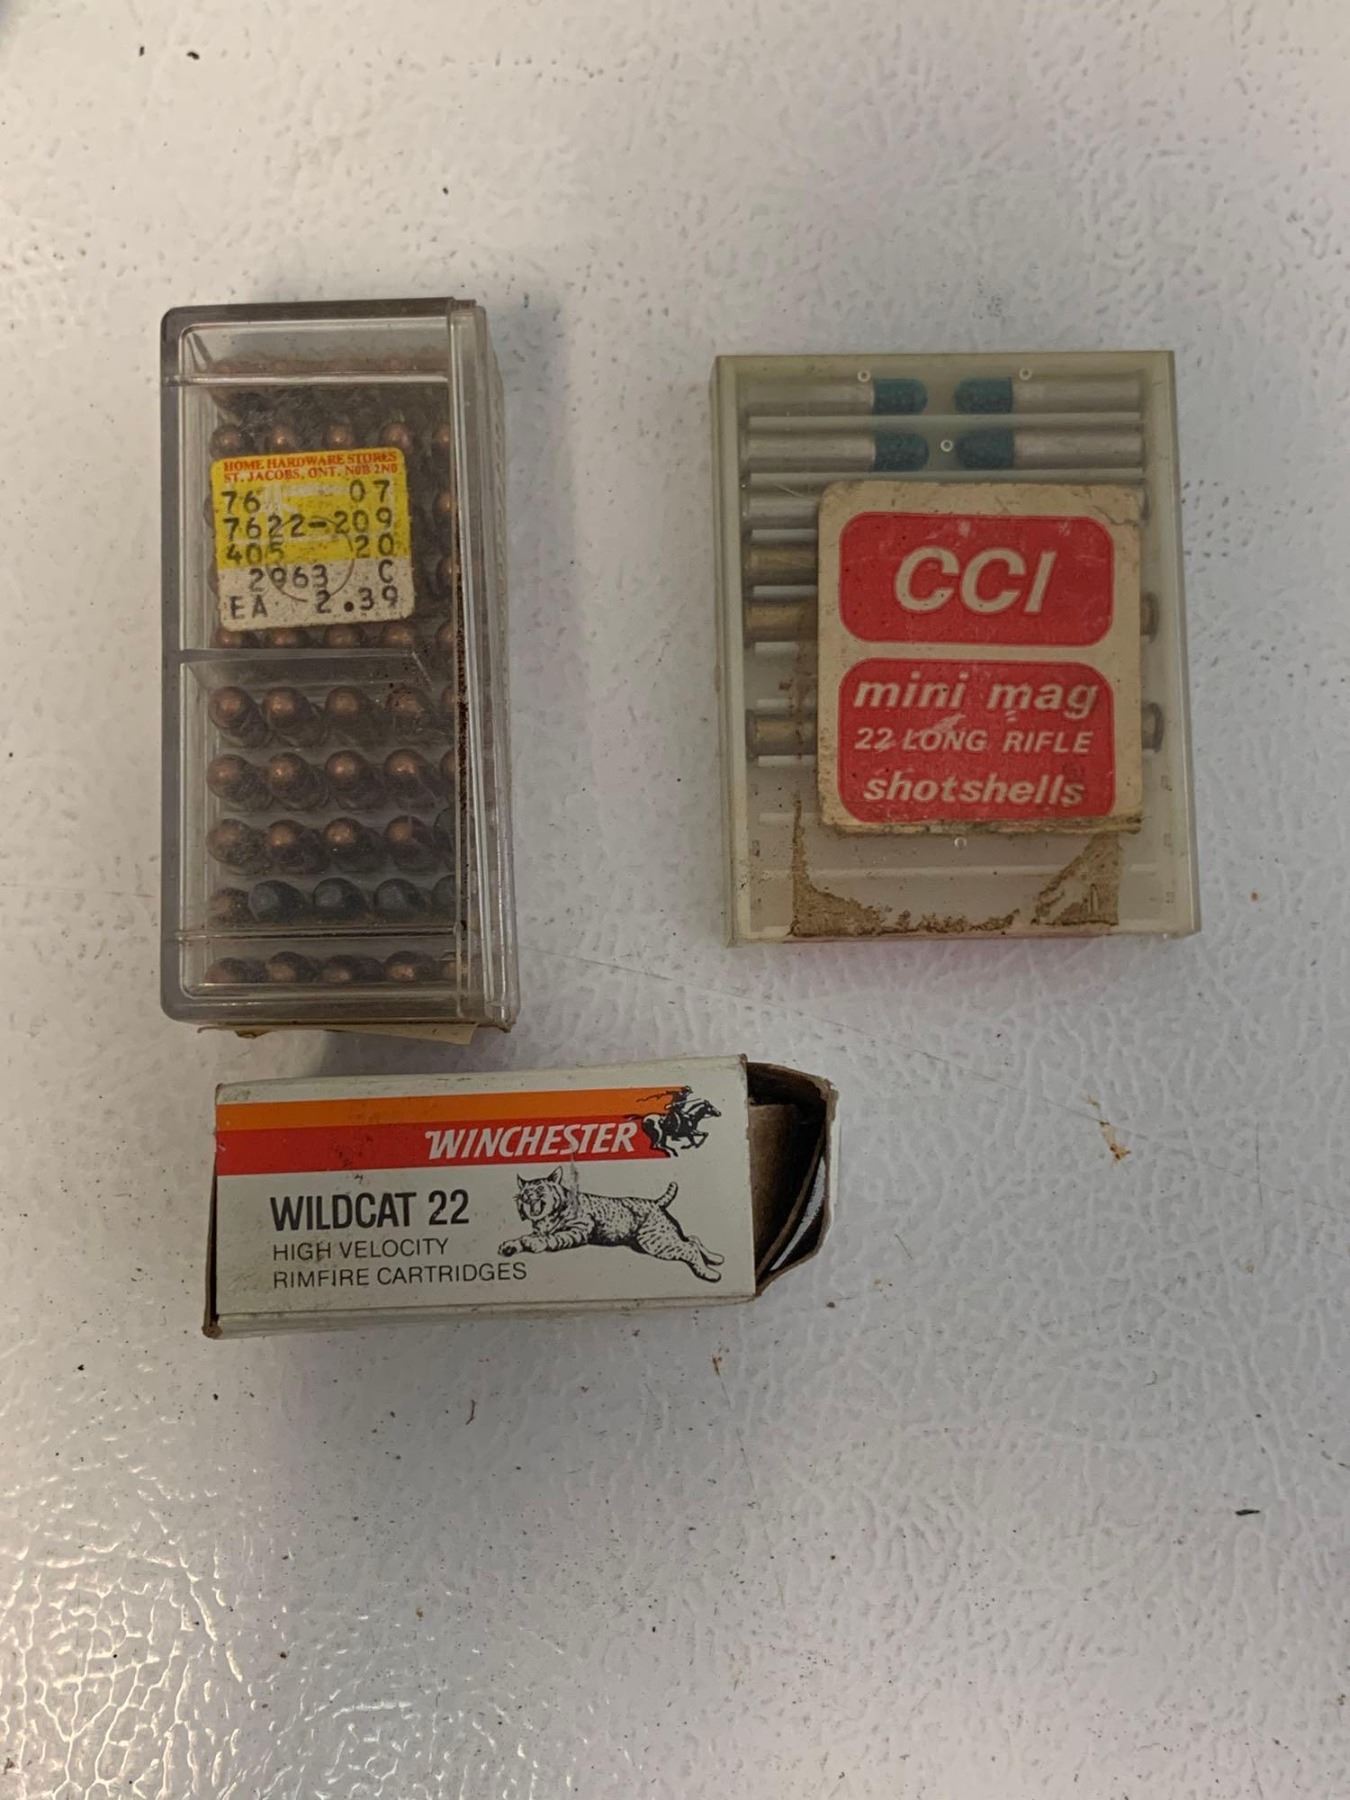 HOME HARDWARE STORES
ST. JACOBS, ONT. N0B 2N0
76 07
7622-209
405 20
2963 C
EA 2.39
CCI
mini mag
22 LONG RIFLE
shotshells
WINCHESTER
WILDCAT 22
HIGH VELOCITY
RIMFIRE CARTRIDGES